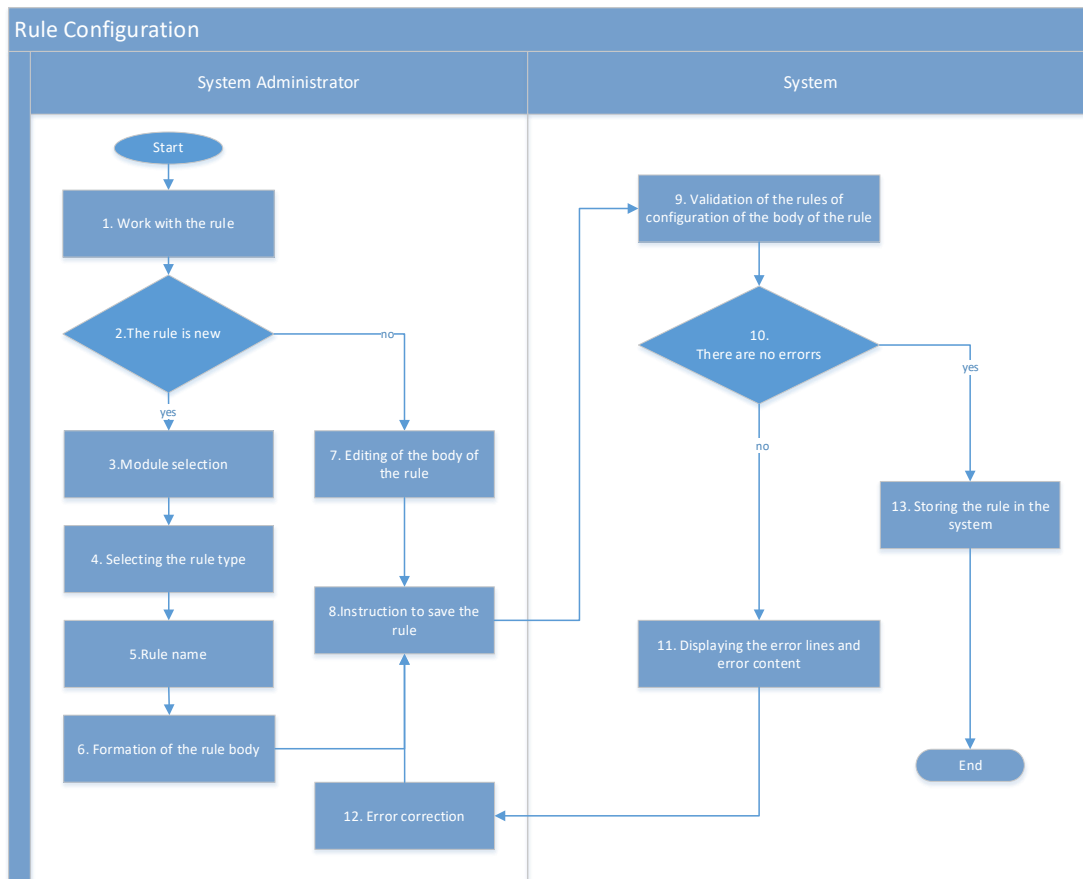 Rule Configuration
System Administrator
System
Start
1. Work with the rule
2.The rule is new
no
yes
3.Module selection
4. Selecting the rule type
5.Rule name
6. Formation of the rule body
7. Editing of the body of
the rule
8.Instruction to save the
rule
12. Error correction
9. Validation of the rules of
configuration of the body of the rule
10.
There are no errorrs
yes
no
11. Displaying the error lines and
error content
13. Storing the rule in the
system
End